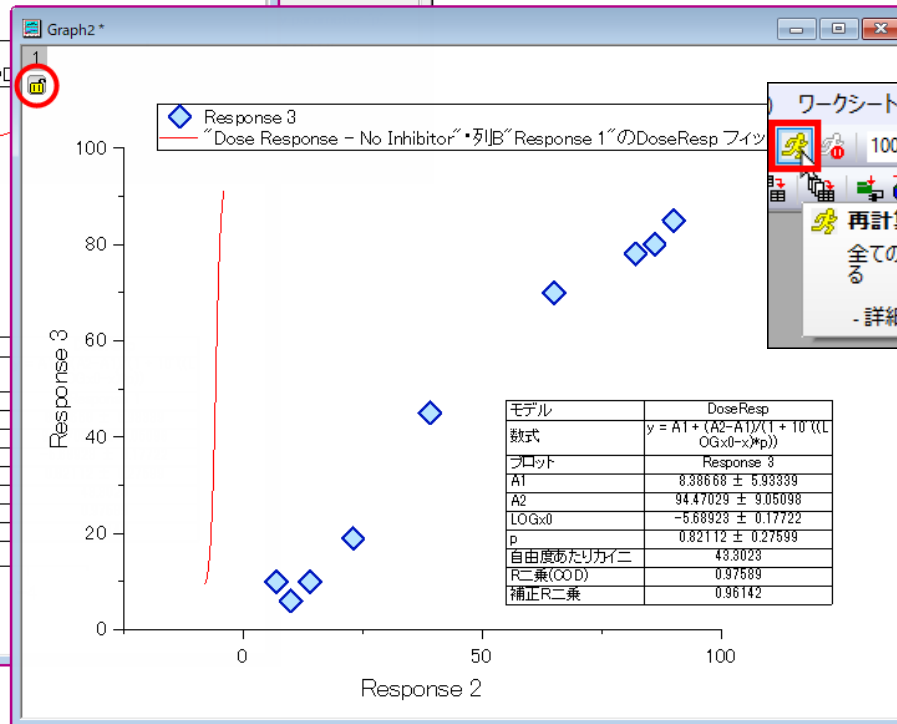 Graph2 *
1
Response 3
"Dose Response - No Inhibitor"・列B"Response 1"のDoseResp フィッ
ワークシート
100
再計
全ての
る
- 詳細
100
80
60
40
20
0
Response 3
0
50
100
Response 2
モデル DoseResp
数式 y = A1 + (A2-A1)/(1 + 10^((L
OGx0-x)*p))
プロット Response 3
A1 8.38668 ± 5.93339
A2 94.47029 ± 9.05098
LOGx0 -5.68923 ± 0.17722
p 0.82112 ± 0.27599
自由度あたりカイ二 43.3023
R二乗(COD) 0.97589
補正R二乗 0.96142